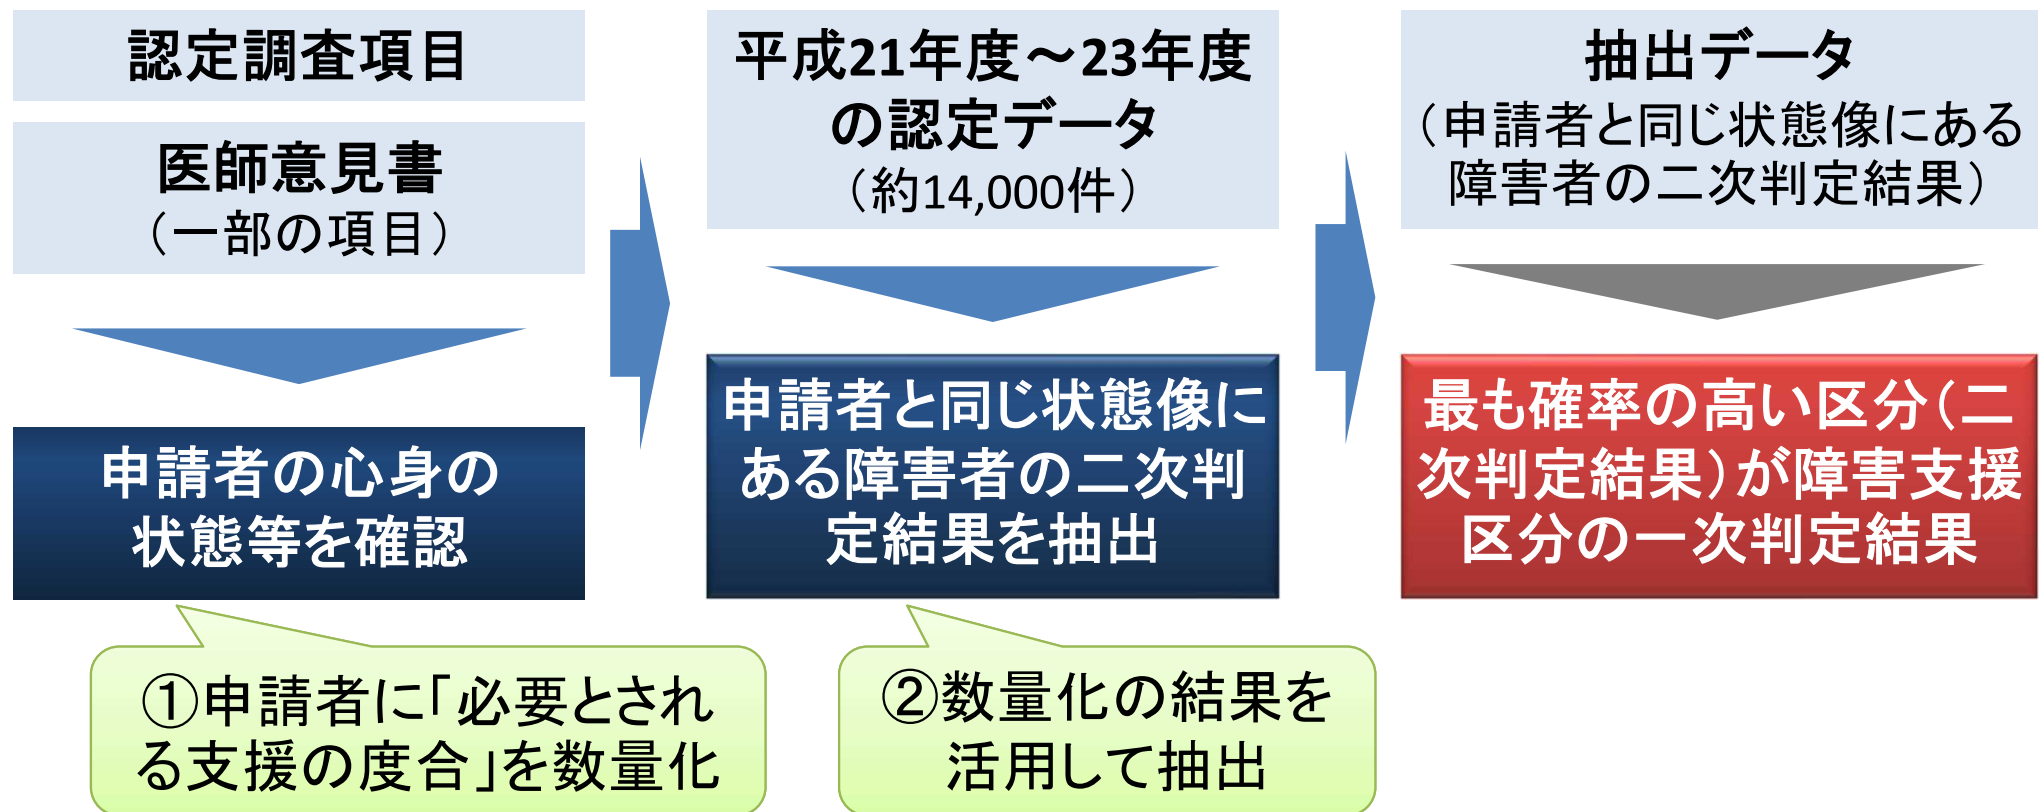 認定調査項目
医師意見書
（一部の項目）
申請者の心身の
状態等を確認
①申請者に「必要とされ
る支援の度合」を数量化
平成21年度～23年度
の認定データ
（約14,000件）
申請者と同じ状態像に
ある障害者の二次判
定結果を抽出
②数量化の結果を
活用して抽出
抽出データ
（申請者と同じ状態像にある
障害者の二次判定結果）
最も確率の高い区分（二
次判定結果）が障害支援
区分の一次判定結果